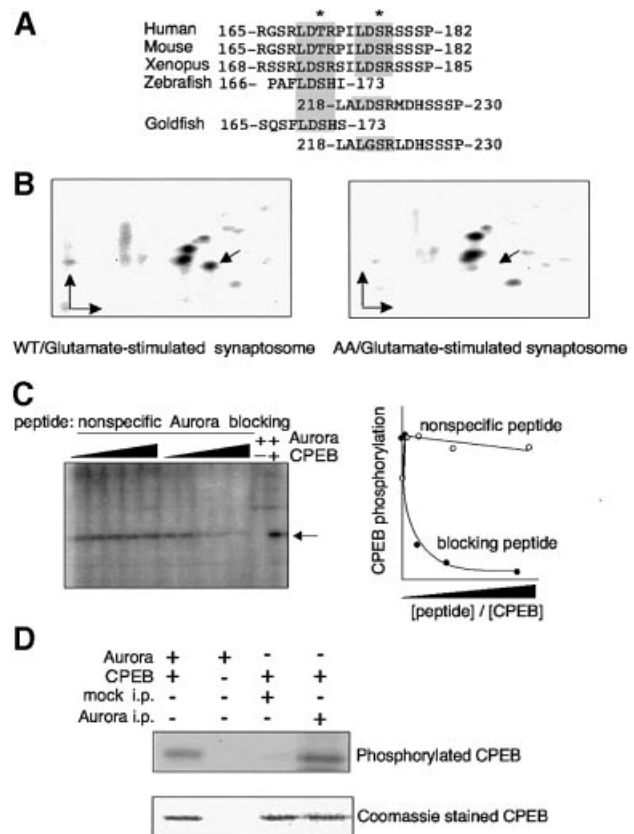 A
* *
Human 165-RGSRLDTRPILDSRSSSP-182
Mouse 165-RGSRLDTRPILDSRSSSP-182
Xenopus 168-RSSRLDSRSILDSRSSSP-185
Zebrafish 166- PAFLDSHI-173
218-LALDSRMDHSSSP-230
Goldfish 165-SQSFLDSHS-173
218-LALGSRLDHSSSP-230
B
WT/Glutamate-stimulated synaptosome AA/Glutamate-stimulated synaptosome
C
peptide: nonspecific Aurora blocking
++ Aurora
-+ CPEB
CPEB phosphorylation
nonspecific peptide
blocking peptide
[peptide] / [CPEB]
D
Aurora + + - -
CPEB + - + +
mock i.p. - - + -
Aurora i.p. - - - +
Phosphorylated CPEB
Coomassie stained CPEB